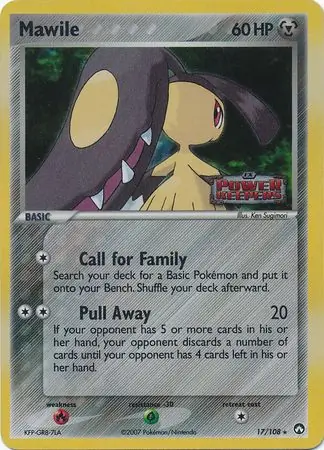 Mawile 60 HP
EX
POWER
KEEPERS
BASIC Illus. Ken Sugimori
Call for Family
Search your deck for a Basic Pokémon and put it
onto your Bench. Shuffle your deck afterward.
Pull Away 20
If your opponent has 5 or more cards in his or
her hand, your opponent discards a number of
cards until your opponent has 4 cards left in his or
her hand.
weakness resistance -30 retreat cost
KFP-GR8-7LA ©2007 Pokémon/Nintendo 17/108 ★